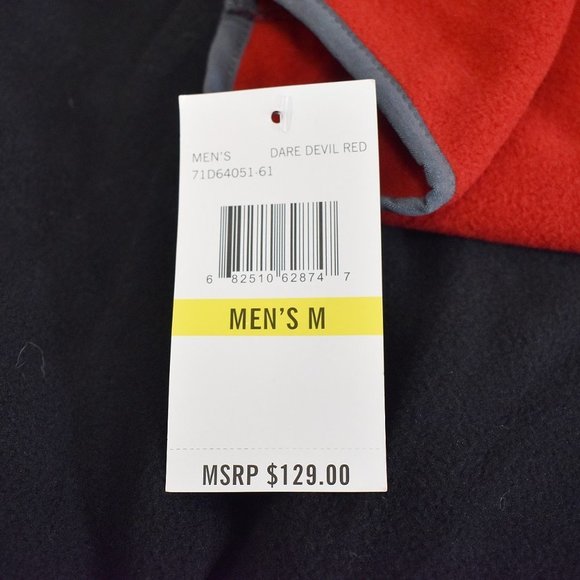 MEN'S DARE DEVIL RED
71D64051-61
6 82510 62874 7
MEN'S M
MSRP $129.00